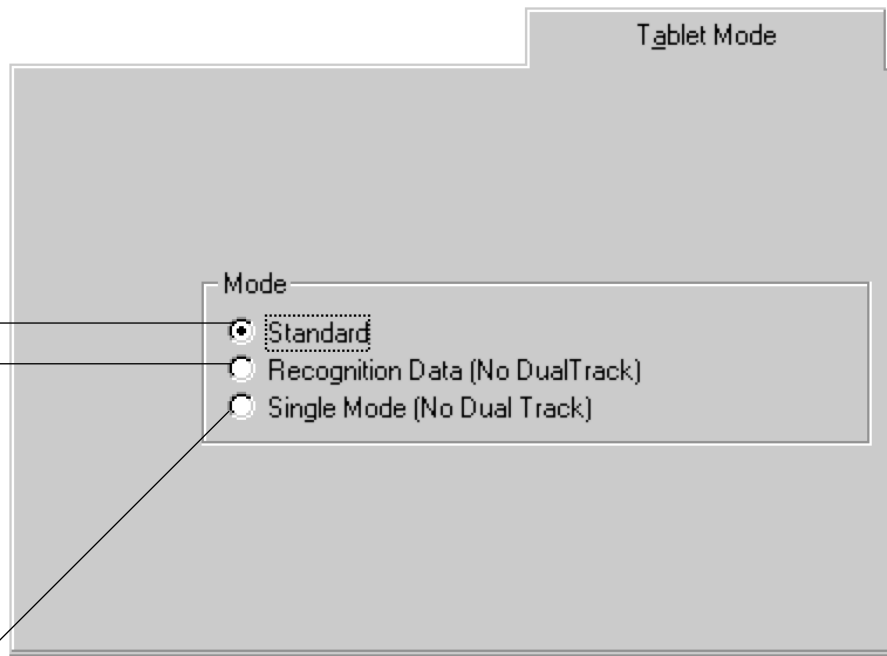 Tablet Mode
Mode
Standard
Recognition Data (No DualTrack)
Single Mode (No Dual Track)